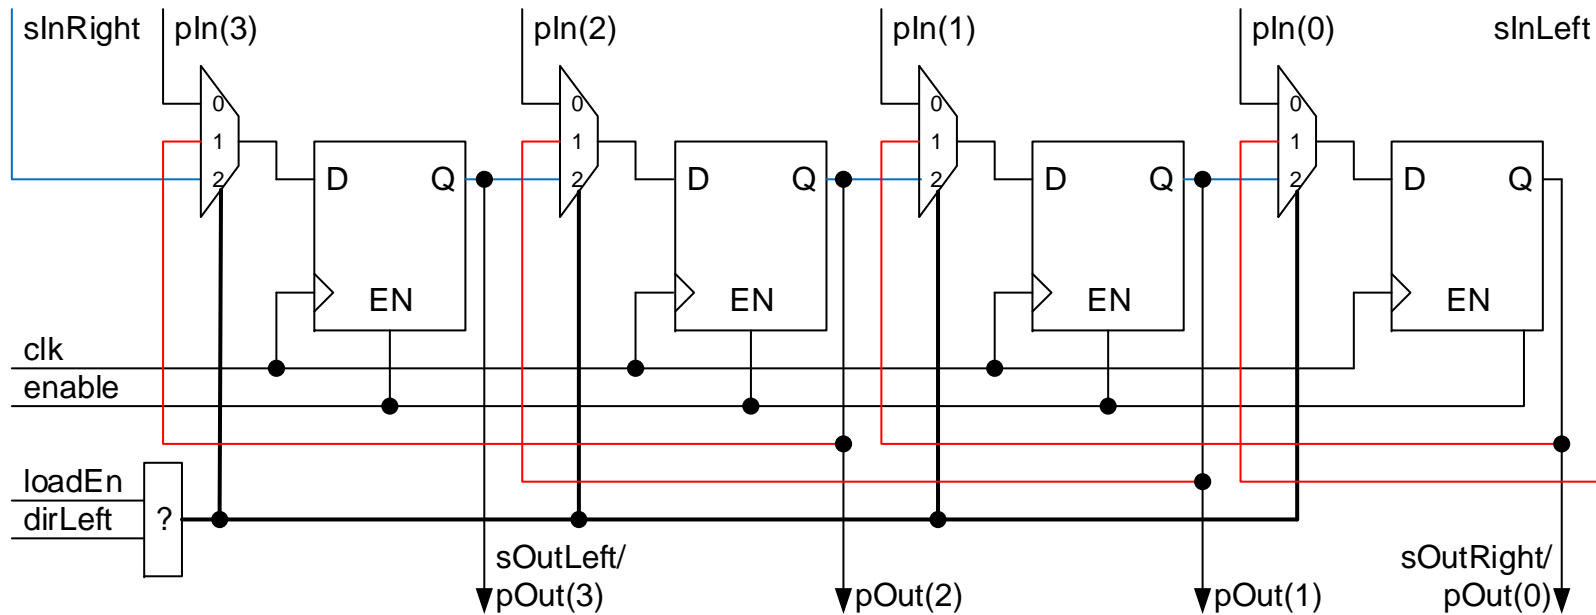 sInRight
pIn(3)
pIn(2)
pIn(1)
pIn(0)
sInLeft
0
1
2
0
1
2
0
1
2
0
1
2
D Q
EN
D Q
EN
D Q
EN
D Q
EN
clk
enable
loadEn
dirLeft
?
sOutLeft/
pOut(3)
pOut(2)
pOut(1)
sOutRight/
pOut(0)